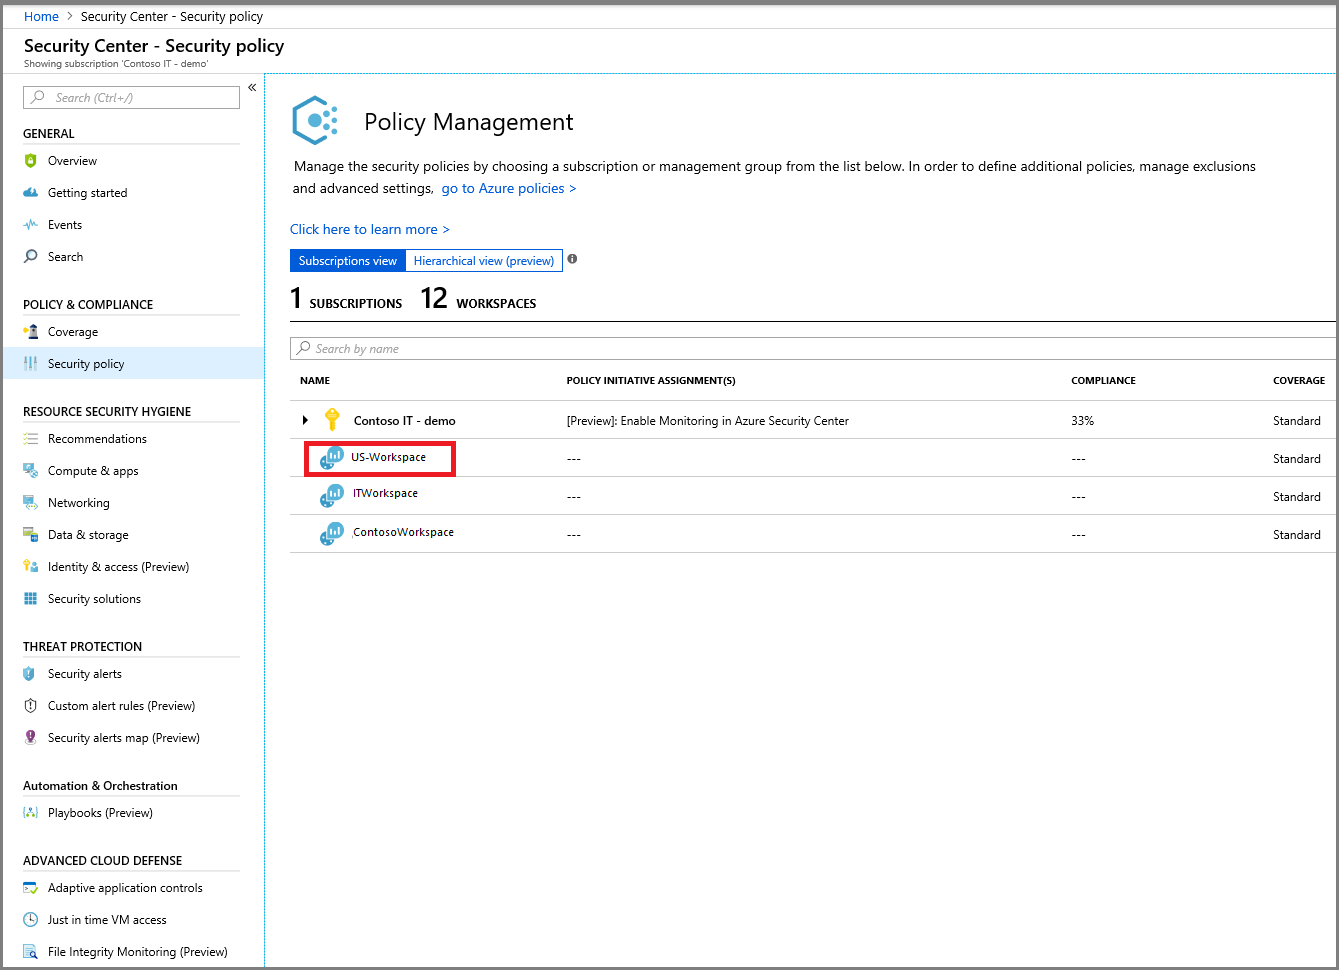 Home > Security Center - Security policy
Security Center - Security policy
Showing subscription 'Contoso IT - demo'
Search (Ctrl+/)
«
GENERAL
Overview
Getting started
Events
Search
POLICY & COMPLIANCE
Coverage
Security policy
RESOURCE SECURITY HYGIENE
Recommendations
Compute & apps
Networking
Data & storage
Identity & access (Preview)
Security solutions
THREAT PROTECTION
Security alerts
Custom alert rules (Preview)
Security alerts map (Preview)
Automation & Orchestration
Playbooks (Preview)
ADVANCED CLOUD DEFENSE
Adaptive application controls
Just in time VM access
File Integrity Monitoring (Preview)
Policy Management
Manage the security policies by choosing a subscription or management group from the list below. In order to define additional policies, manage exclusions
and advanced settings, go to Azure policies >
Click here to learn more >
Subscriptions view Hierarchical view (preview)
1 SUBSCRIPTIONS 12 WORKSPACES
Search by name
NAME POLICY INITIATIVE ASSIGNMENT(S) COMPLIANCE COVERAGE
Contoso IT - demo [Preview]: Enable Monitoring in Azure Security Center 33% Standard
US-Workspace --- --- Standard
ITWorkspace --- --- Standard
ContosoWorkspace --- --- Standard